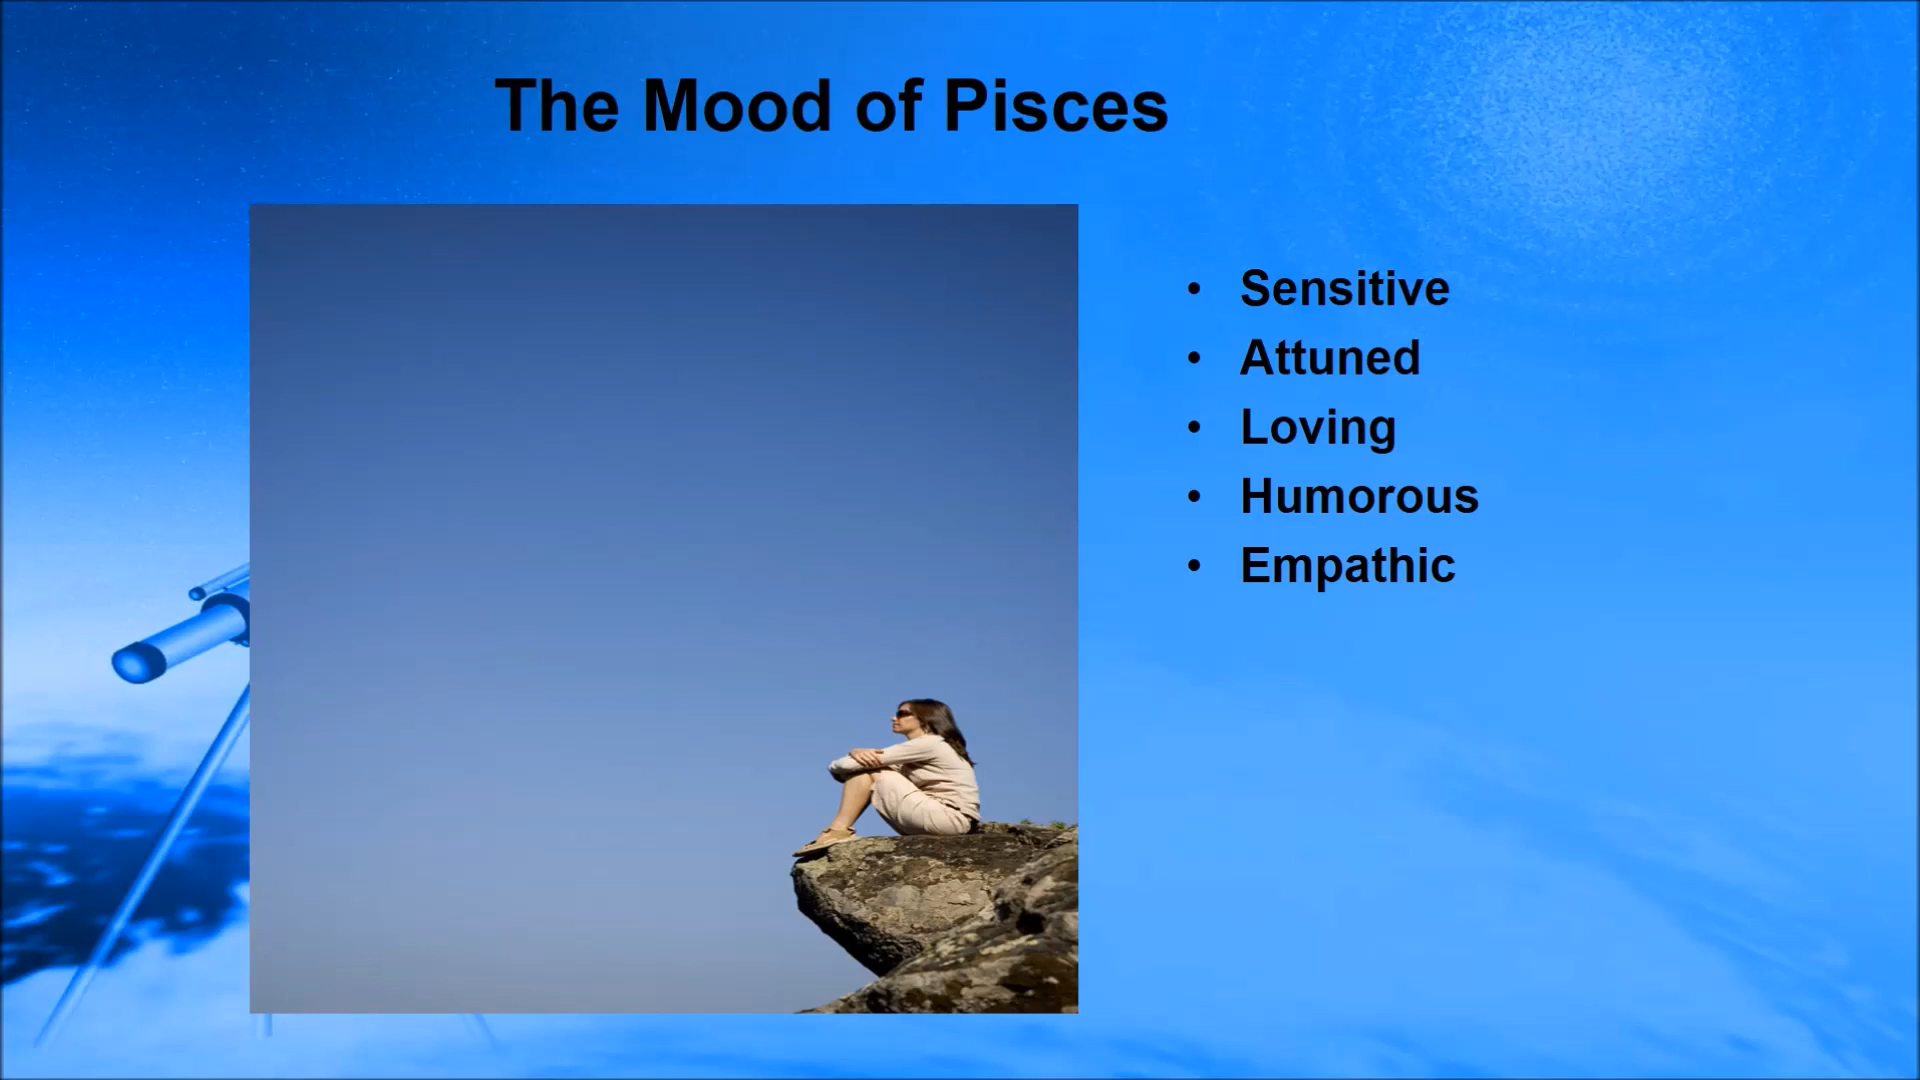 The Mood of Pisces
• Sensitive
• Attuned
• Loving
• Humorous
• Empathic